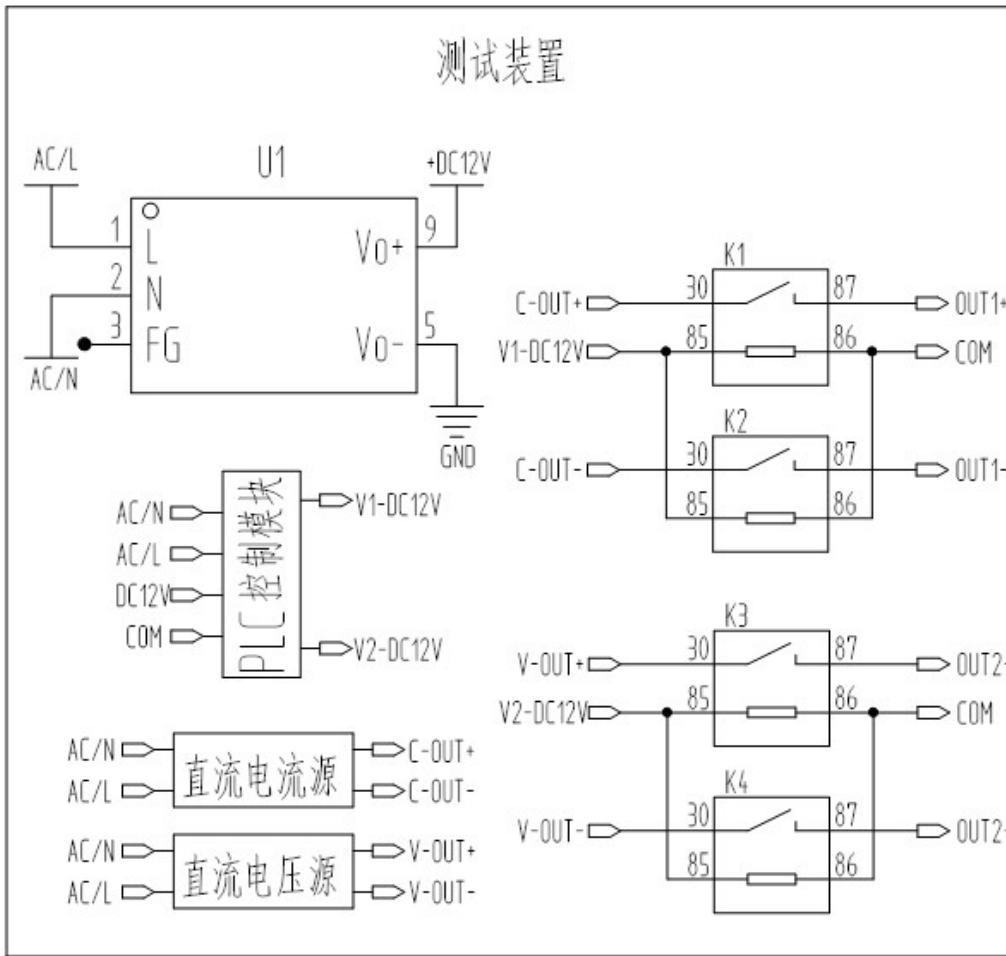 测试装置
AC/L
U1
+DC12V
1
L
Vo+
9
2
N
3
FG
Vo-
5
AC/N
GND
K1
C-OUT+
30
87
OUT1+
V1-DC12V
85
86
COM
K2
C-OUT-
30
87
OUT1-
85
86
PLC控制模块
AC/N
AC/L
DC12V
COM
V1-DC12V
V2-DC12V
K3
V-OUT+
30
87
V2-DC12V
85
86
COM
K4
V-OUT-
30
87
OUT2-
85
86
AC/N
AC/L
直流电流源
C-OUT+
C-OUT-
AC/N
AC/L
直流电压源
V-OUT+
V-OUT-